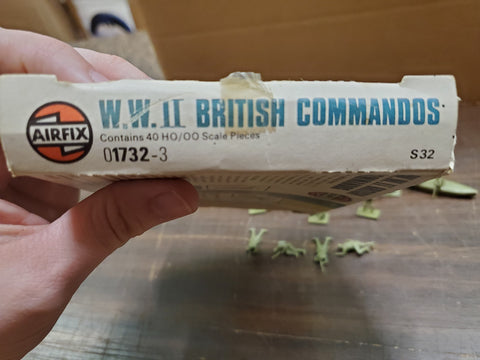 AIRFIX
W.W.II BRITISH COMMANDOS
Contains 40 HO/OO Scale Pieces
01732-3
S32